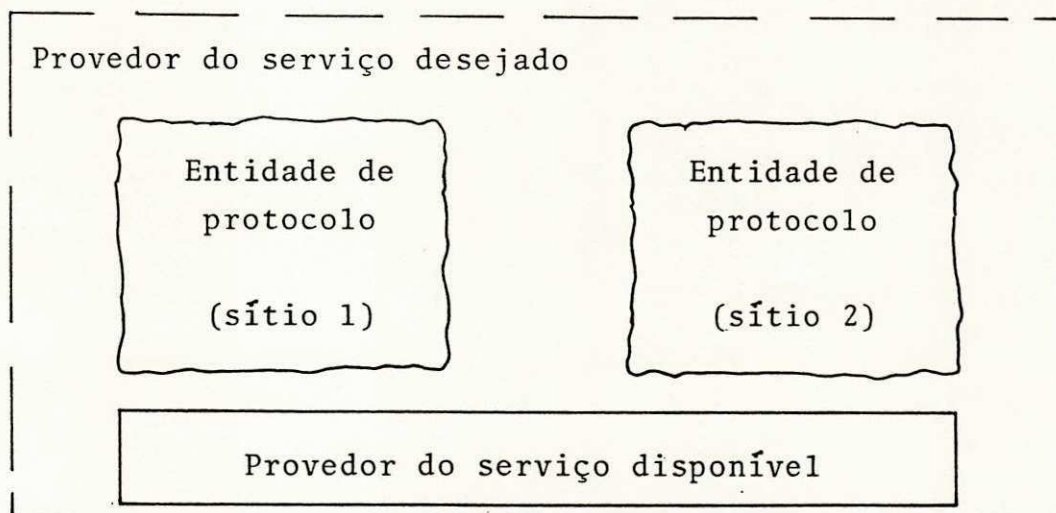 Provedor do serviço desejado
Entidade de
protocolo
(sítio 1)
Entidade de
protocolo
(sítio 2)
Provedor do serviço disponível